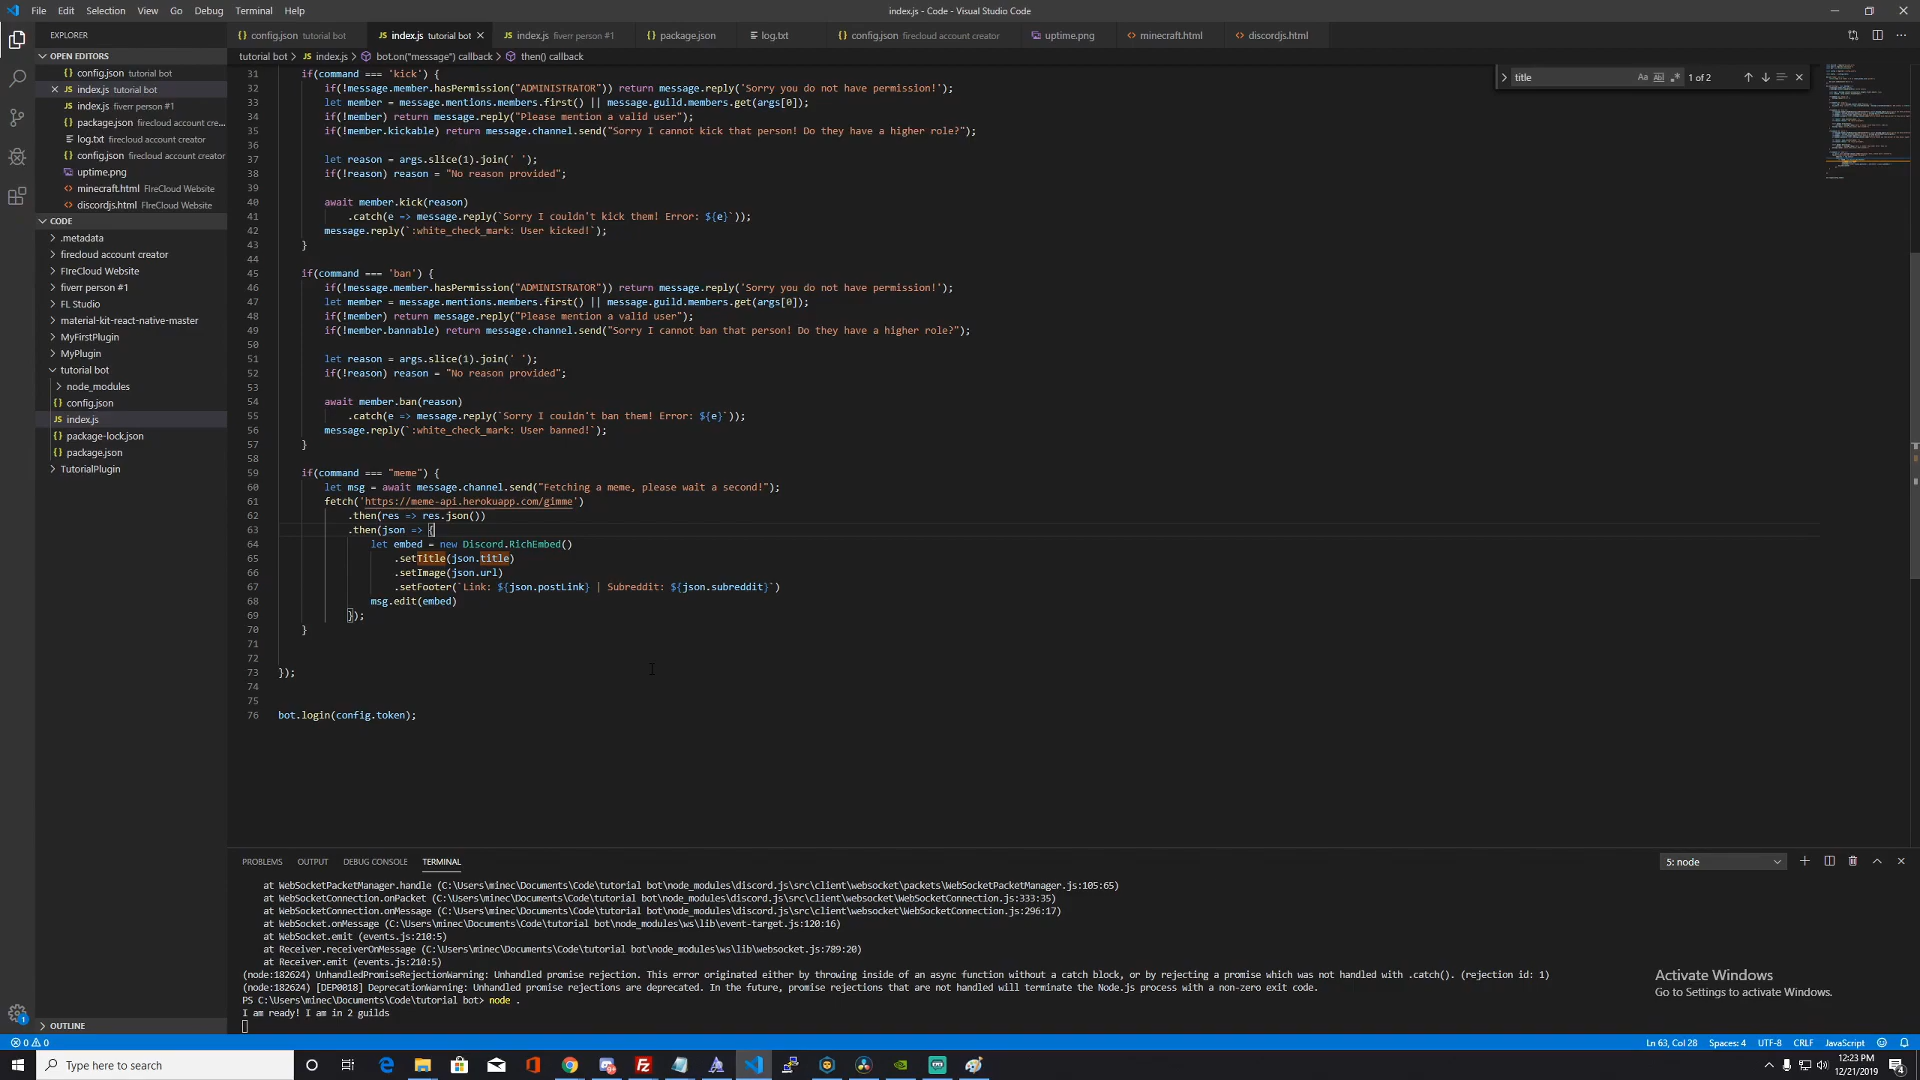 File Edit Selection View Go Debug Terminal Help
index.js - Code - Visual Studio Code
EXPLORER
config.json tutorial bot
index.js tutorial bot
index.js fiverr person #1
package.json
log.txt
config.json firecloud account creator
uptime.png
minecraft.html
discordjs.html
tutorial bot > JS index.js > bot.on("message") callback > then() callback
title
1 of 2
OPEN EDITORS
config.json tutorial bot
index.js tutorial bot
index.js fiverr person #1
package.json firecloud account cre...
log.txt firecloud account creator
config.json firecloud account creator
uptime.png
minecraft.html FIreCloud Website
discordjs.html FIreCloud Website
CODE
.metadata
firecloud account creator
FIreCloud Website
fiverr person #1
FL Studio
material-kit-react-native-master
MyFirstPlugin
MyPlugin
tutorial bot
node_modules
config.json
index.js
package-lock.json
package.json
TutorialPlugin
OUTLINE
31 if(command === 'kick') {
32 if(!message.member.hasPermission("ADMINISTRATOR")) return message.reply('Sorry you do not have permission!');
33 let member = message.mentions.members.first() || message.guild.members.get(args[0]);
34 if(!member) return message.reply("Please mention a valid user");
35 if(!member.kickable) return message.channel.send("Sorry I cannot kick that person! Do they have a higher role?");
36
37 let reason = args.slice(1).join(' ');
38 if(!reason) reason = "No reason provided";
39
40 await member.kick(reason)
41 .catch(e => message.reply(`Sorry I couldn't kick them! Error: ${e}`));
42 message.reply(`:white_check_mark: User kicked!`);
43 }
44
45 if(command === 'ban') {
46 if(!message.member.hasPermission("ADMINISTRATOR")) return message.reply('Sorry you do not have permission!');
47 let member = message.mentions.members.first() || message.guild.members.get(args[0]);
48 if(!member) return message.reply("Please mention a valid user");
49 if(!member.bannable) return message.channel.send("Sorry I cannot ban that person! Do they have a higher role?");
50
51 let reason = args.slice(1).join(' ');
52 if(!reason) reason = "No reason provided";
53
54 await member.ban(reason)
55 .catch(e => message.reply(`Sorry I couldn't ban them! Error: ${e}`));
56 message.reply(`:white_check_mark: User banned!`);
57 }
58
59 if(command === "meme") {
60 let msg = await message.channel.send("Fetching a meme, please wait a second!");
61 fetch('https://meme-api.herokuapp.com/gimme')
62 .then(res => res.json())
63 .then(json => {
64 let embed = new Discord.RichEmbed()
65 .setTitle(json.title)
66 .setImage(json.url)
67 .setFooter(`Link: ${json.postLink} | Subreddit: ${json.subreddit}`)
68 msg.edit(embed)
69 });
70 }
71
72
73 });
74
75
76 bot.login(config.token);
PROBLEMS OUTPUT DEBUG CONSOLE TERMINAL
5: node
at WebSocketPacketManager.handle (C:\Users\minec\Documents\Code\tutorial bot\node_modules\discord.js\src\client\websocket\packets\WebSocketPacketManager.js:105:65)
at WebSocketConnection.onPacket (C:\Users\minec\Documents\Code\tutorial bot\node_modules\discord.js\src\client\websocket\WebSocketConnection.js:333:35)
at WebSocketConnection.onMessage (C:\Users\minec\Documents\Code\tutorial bot\node_modules\discord.js\src\client\websocket\WebSocketConnection.js:296:17)
at WebSocket.onMessage (C:\Users\minec\Documents\Code\tutorial bot\node_modules\ws\lib\event-target.js:120:16)
at WebSocket.emit (events.js:210:5)
at Receiver.receiverOnMessage (C:\Users\minec\Documents\Code\tutorial bot\node_modules\ws\lib\websocket.js:789:20)
at Receiver.emit (events.js:210:5)
(node:182624) UnhandledPromiseRejectionWarning: Unhandled promise rejection. This error originated either by throwing inside of an async function without a catch block, or by rejecting a promise which was not handled with .catch(). (rejection id: 1)
(node:182624) [DEP0018] DeprecationWarning: Unhandled promise rejections are deprecated. In the future, promise rejections that are not handled will terminate the Node.js process with a non-zero exit code.
PS C:\Users\minec\Documents\Code\tutorial bot> node .
I am ready! I am in 2 guilds
Activate Windows
Go to Settings to activate Windows.
0 0
Ln 63, Col 28 Spaces: 4 UTF-8 CRLF JavaScript
Type here to search
12:23 PM
12/21/2019